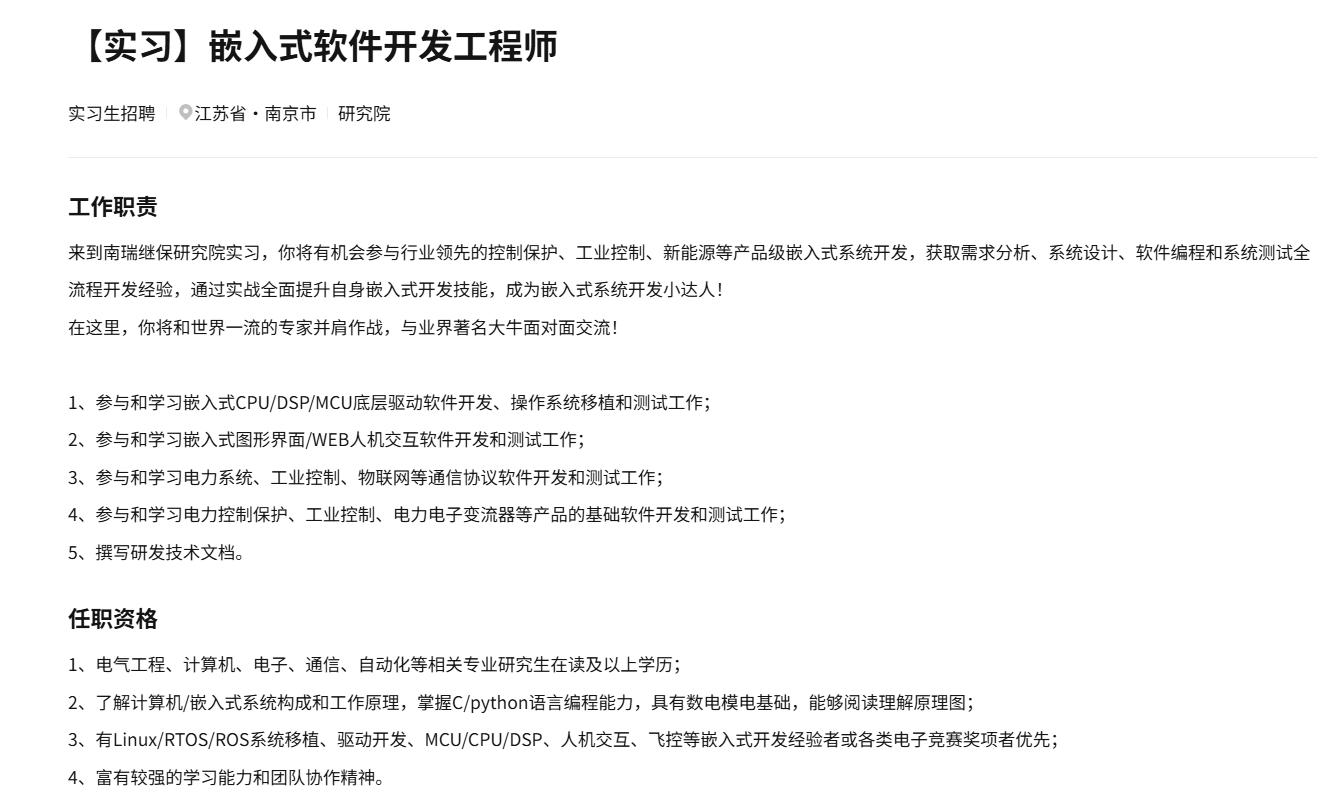 【实习】嵌入式软件开发工程师
实习生招聘 江苏省·南京市 研究院
工作职责
来到南瑞继保研究院实习，你将有机会参与行业领先的控制保护、工业控制、新能源等产品级嵌入式系统开发，获取需求分析、系统设计、软件编程和系统测试全
流程开发经验，通过实战全面提升自身嵌入式开发技能，成为嵌入式系统开发小达人！
在这里，你将和世界一流的专家并肩作战，与业界著名大牛面对面交流！
1、参与和学习嵌入式CPU/DSP/MCU底层驱动软件开发、操作系统移植和测试工作；
2、参与和学习嵌入式图形界面/WEB人机交互软件开发和测试工作；
3、参与和学习电力系统、工业控制、物联网等通信协议软件开发和测试工作；
4、参与和学习电力控制保护、工业控制、电力电子变流器等产品的基础软件开发和测试工作；
5、撰写研发技术文档。
任职资格
1、电气工程、计算机、电子、通信、自动化等相关专业研究生在读及以上学历；
2、了解计算机/嵌入式系统构成和工作原理，掌握C/python语言编程能力，具有数电模电基础，能够阅读理解原理图；
3、有Linux/RTOS/ROS系统移植、驱动开发、MCU/CPU/DSP、人机交互、飞控等嵌入式开发经验者或各类电子竞赛奖项者优先；
4、富有较强的学习能力和团队协作精神。